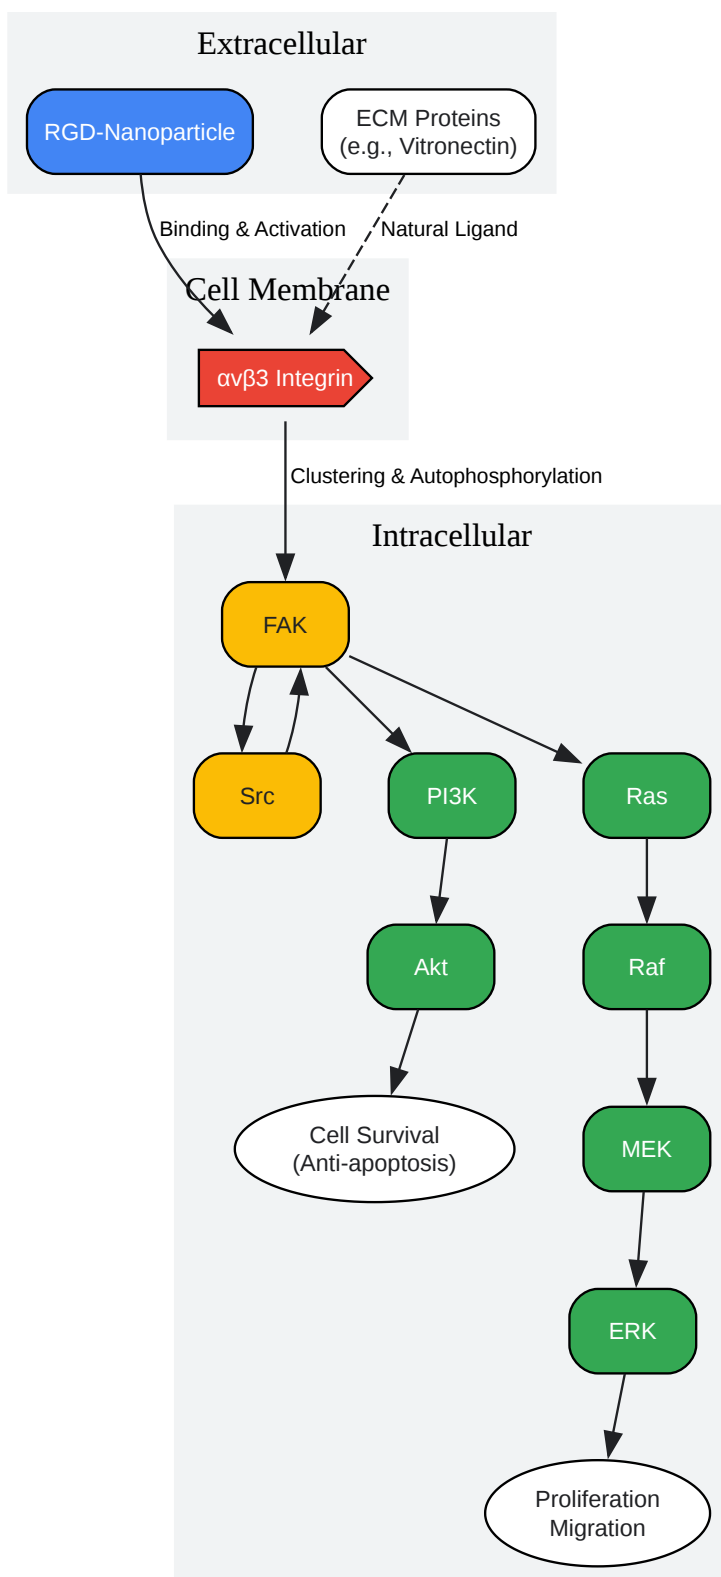 Extracellular
RGD-Nanoparticle
ECM Proteins
(e.g., Vitronectin)
Binding & Activation
Natural Ligand
Cell Membrane
αvβ3 Integrin
Clustering & Autophosphorylation
Intracellular
FAK
Src
PI3K
Ras
Akt
Raf
Cell Survival
(Anti-apoptosis)
MEK
ERK
Proliferation
Migration